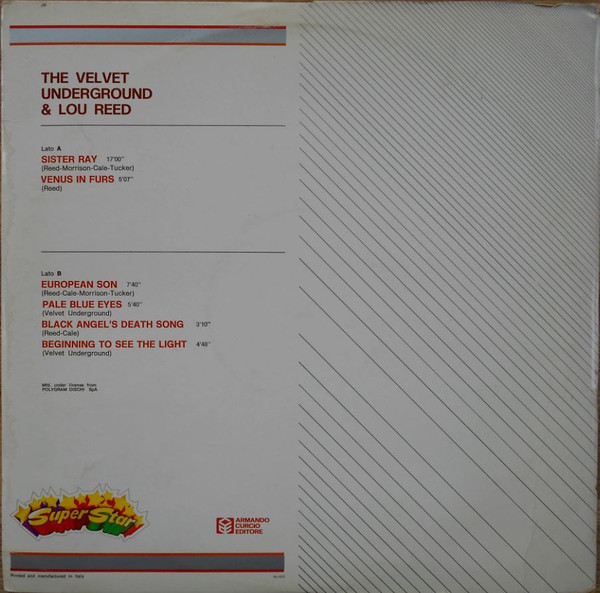 THE VELVET
UNDERGROUND
& LOU REED
Lato A
SISTER RAY 17'00"
(Reed-Morrison-Cale-Tucker)
VENUS IN FURS 5'07"
(Reed)
Lato B
EUROPEAN SON 7'40"
(Reed-Cale-Morrison-Tucker)
PALE BLUE EYES 5'40"
(Velvet Underground)
BLACK ANGEL'S DEATH SONG 3'10"
(Reed-Cale)
BEGINNING TO SEE THE LIGHT 4'48"
(Velvet Underground)
Mfd. under license from
POLYGRAM DISCHI SpA
Super Star
ARMANDO
CURCIO
EDITORE
Printed and manufactured in Italy